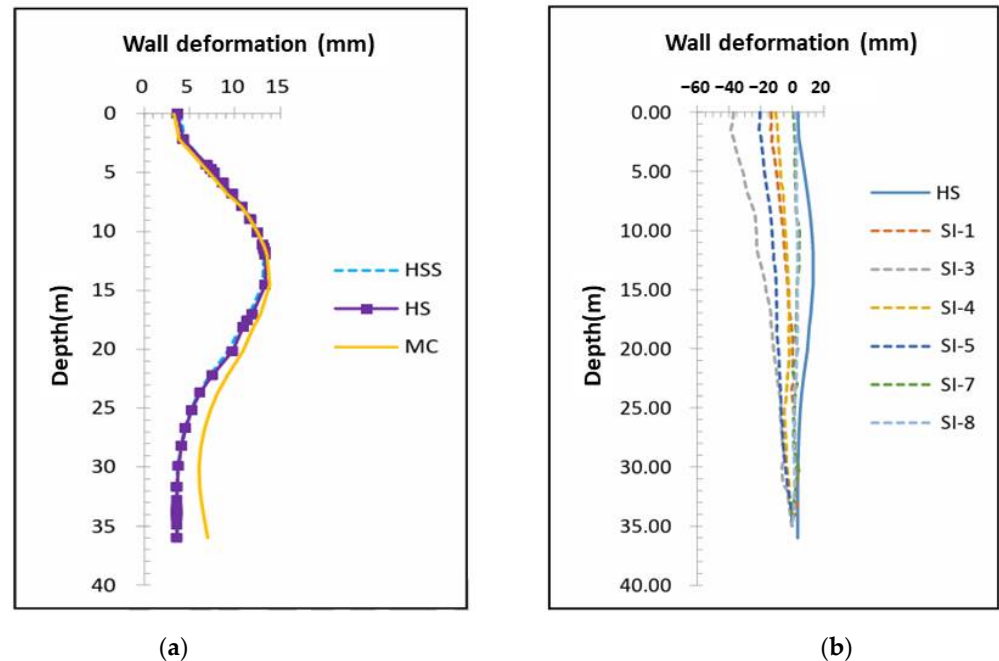 Wall deformation (mm)
0 5 10 15
0
5
10
15
20
25
30
35
40
Depth(m)
HSS
HS
MC
(a)
Wall deformation (mm)
−60 −40 −20 0 20
0.00
5.00
10.00
15.00
20.00
25.00
30.00
35.00
40.00
Depth(m)
HS
SI-1
SI-3
SI-4
SI-5
SI-7
SI-8
(b)